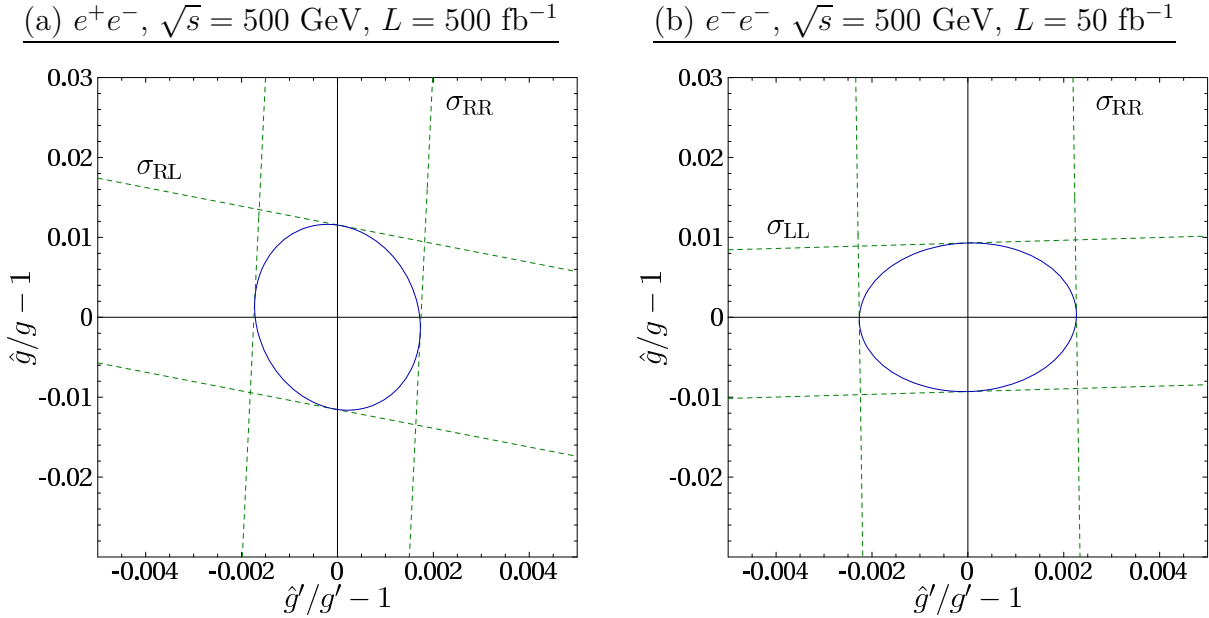 (a) e⁺e⁻, √s = 500 GeV, L = 500 fb⁻¹
0.03
0.02
0.01
0
-0.01
-0.02
-0.004
-0.002
0
0.002
0.004
σRR
σRL
ĝ/g − 1
ĝ′/g′ − 1
(b) e⁻e⁻, √s = 500 GeV, L = 50 fb⁻¹
0.03
0.02
0.01
0
-0.01
-0.02
-0.004
-0.002
0
0.002
0.004
σRR
σLL
ĝ/g − 1
ĝ′/g′ − 1